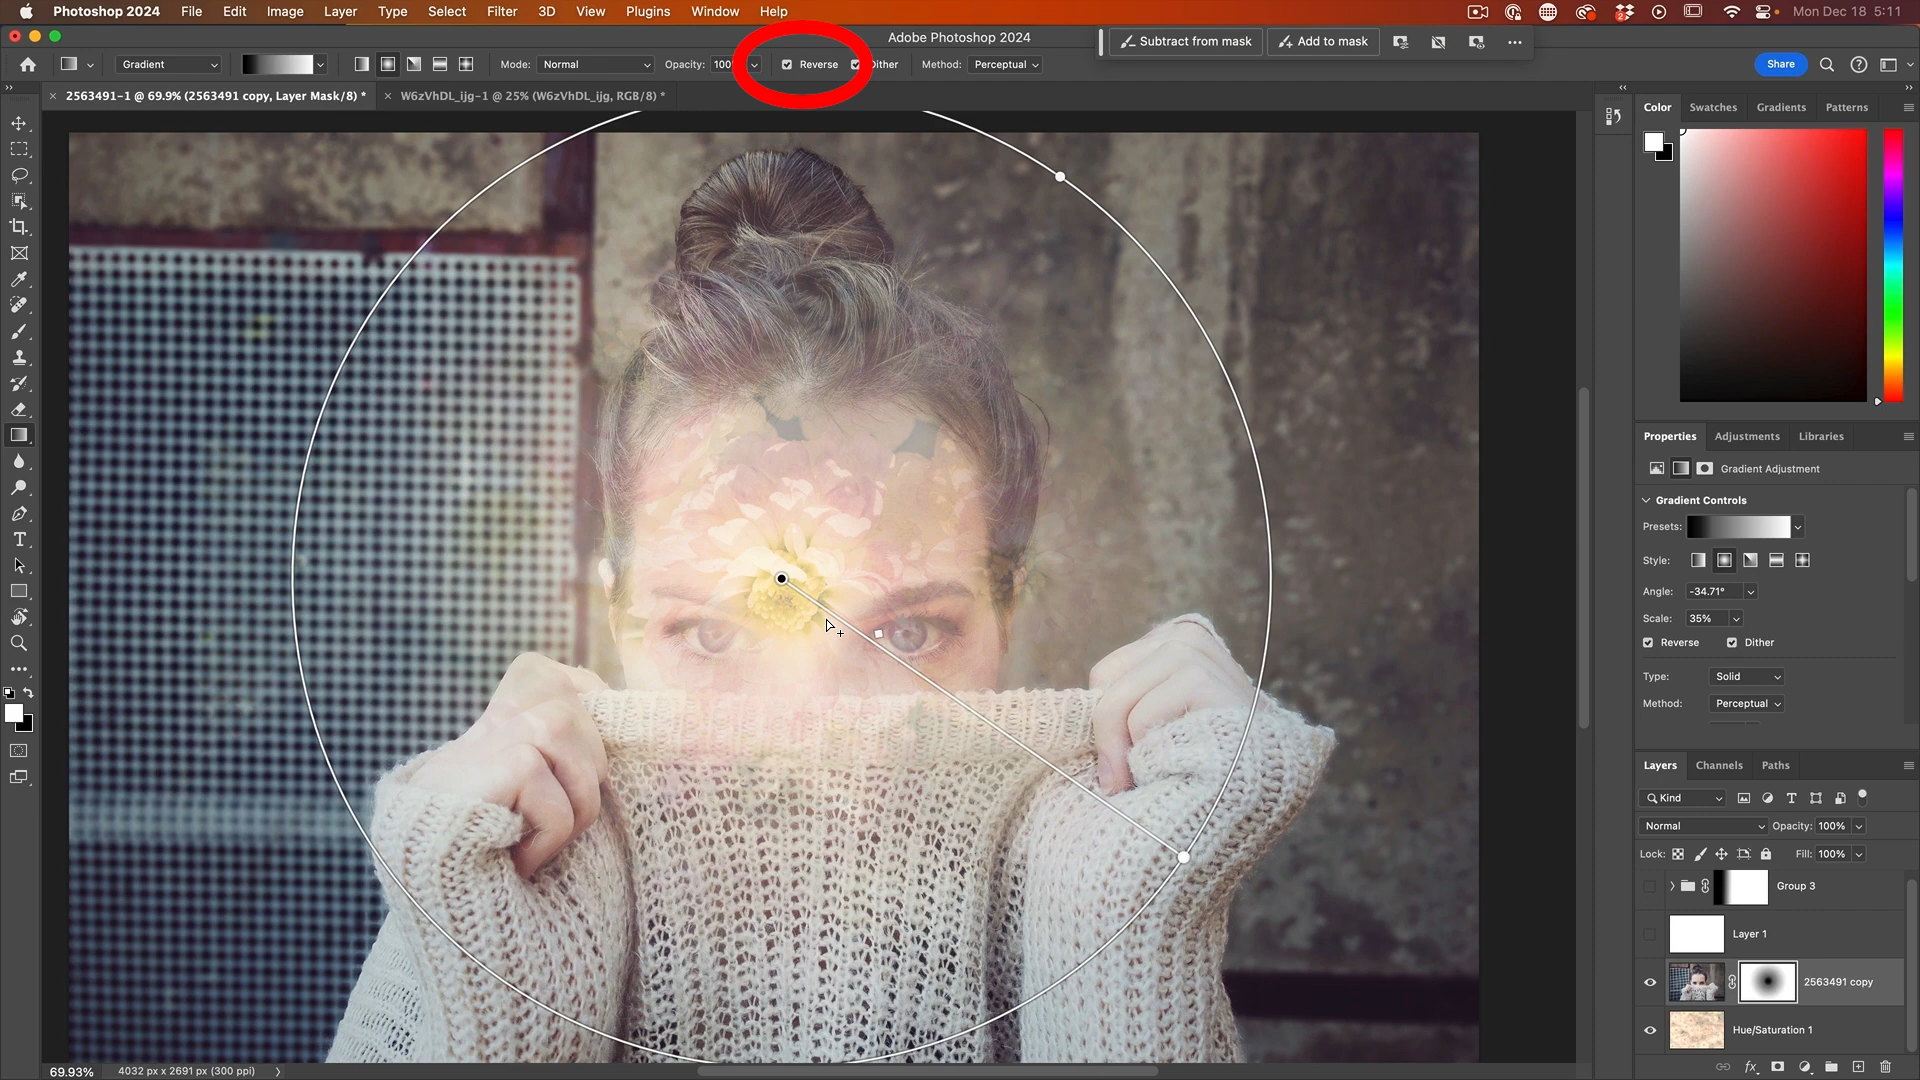 Photoshop 2024 File Edit Image Layer Type Select Filter 3D View Plugins Window Help Mon Dec 18 5:11
Adobe Photoshop 2024
Subtract from mask Add to mask
Gradient Mode: Normal Opacity: 100 Reverse Dither Method: Perceptual Share
2563491-1 @ 69.9% (2563491 copy, Layer Mask/8) * W6zVhDL_ijg-1 @ 25% (W6zVhDL_ijg, RGB/8) *
Color Swatches Gradients Patterns
Properties Adjustments Libraries
Gradient Adjustment
Gradient Controls
Presets:
Style:
Angle: -34.71°
Scale: 35%
Reverse Dither
Type: Solid
Method: Perceptual
Layers Channels Paths
Kind
Normal Opacity: 100%
Lock: Fill: 100%
Group 3
Layer 1
2563491 copy
Hue/Saturation 1
fx
69.93% 4032 px x 2691 px (300 ppi)